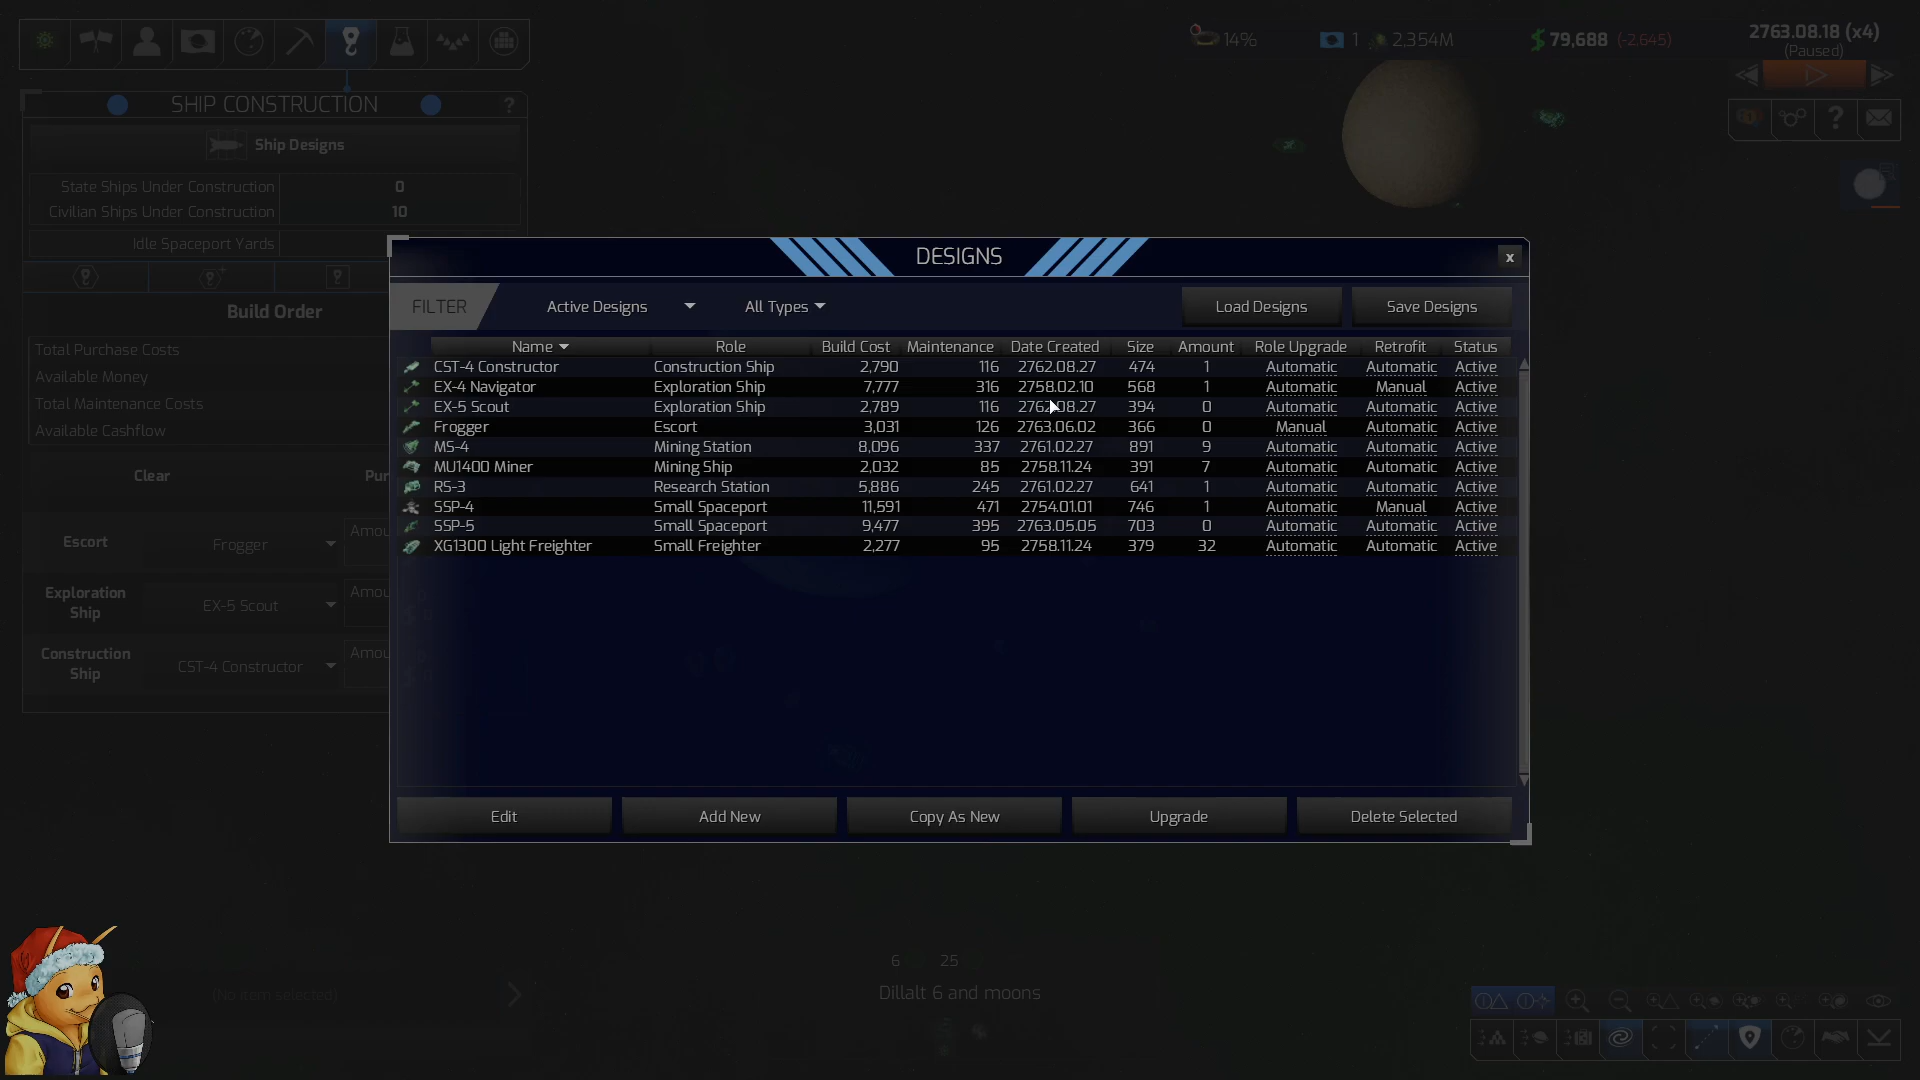 14%
1
2,354M
79,688 (-2,645)
2763.08.18 (x4)
(Paused)
SHIP CONSTRUCTION
?
?
Ship Designs
State Ships Under Construction 0
Civilian Ships Under Construction 10
Idle Spaceport Yards
?
Build Order
Total Purchase Costs
Available Money
Total Maintenance Costs
Available Cashflow
Clear
Pur
Escort
Frogger
Amou
Exploration
Ship
EX-5 Scout
Amou
Construction
Ship
CST-4 Constructor
Amou
DESIGNS
x
FILTER
Active Designs
All Types
Load Designs
Save Designs
Name Role Build Cost Maintenance Date Created Size Amount Role Upgrade Retrofit Status
CST-4 Constructor Construction Ship 2,790 116 2762.08.27 474 1 Automatic Automatic Active
EX-4 Navigator Exploration Ship 7,777 316 2758.02.10 568 1 Automatic Manual Active
EX-5 Scout Exploration Ship 2,789 116 2762.08.27 394 0 Automatic Automatic Active
Frogger Escort 3,031 126 2763.06.02 366 0 Manual Automatic Active
MS-4 Mining Station 8,096 337 2761.02.27 891 9 Automatic Automatic Active
MU1400 Miner Mining Ship 2,032 85 2758.11.24 391 7 Automatic Automatic Active
RS-3 Research Station 5,886 245 2761.02.27 641 1 Automatic Automatic Active
SSP-4 Small Spaceport 11,591 471 2754.01.01 746 1 Automatic Manual Active
SSP-5 Small Spaceport 9,477 395 2763.05.05 703 0 Automatic Automatic Active
XG1300 Light Freighter Small Freighter 2,277 95 2758.11.24 379 32 Automatic Automatic Active
Edit
Add New
Copy As New
Upgrade
Delete Selected
6 25
Dillalt 6 and moons
(No item selected)